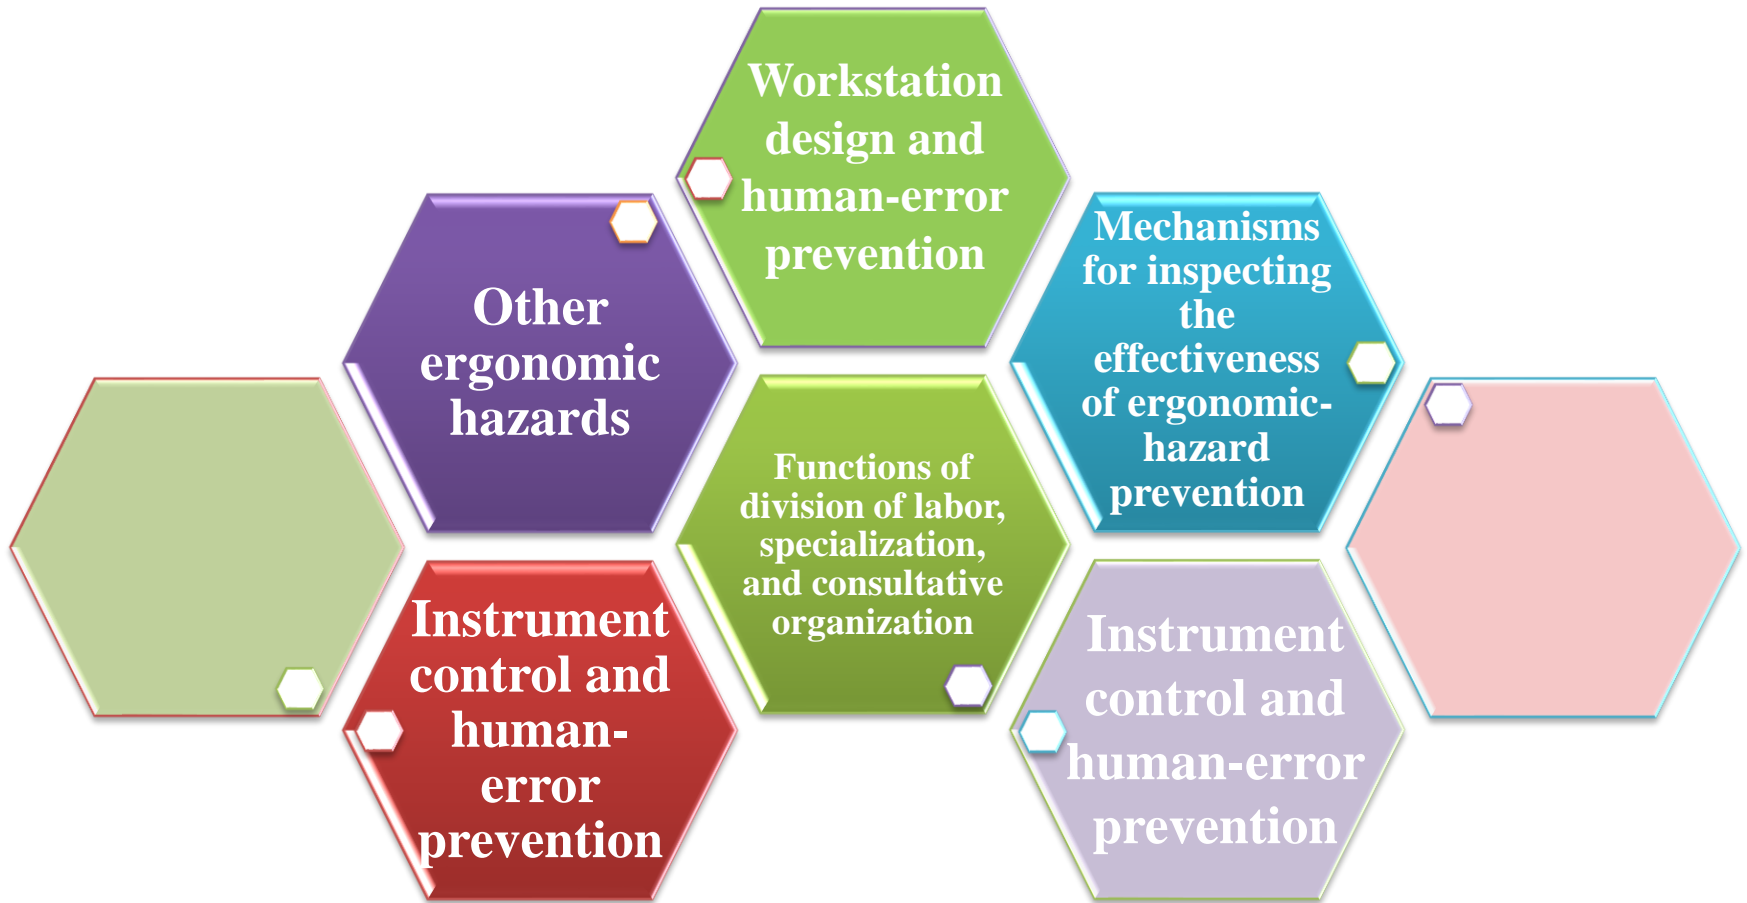 Workstation
design and
human-error
prevention
Other
ergonomic
hazards
Mechanisms
for inspecting
the
effectiveness
of ergonomic-
hazard
prevention
Functions of
division of labor,
specialization,
and consultative
organization
Instrument
control and
human-
error
prevention
Instrument
control and
human-error
prevention